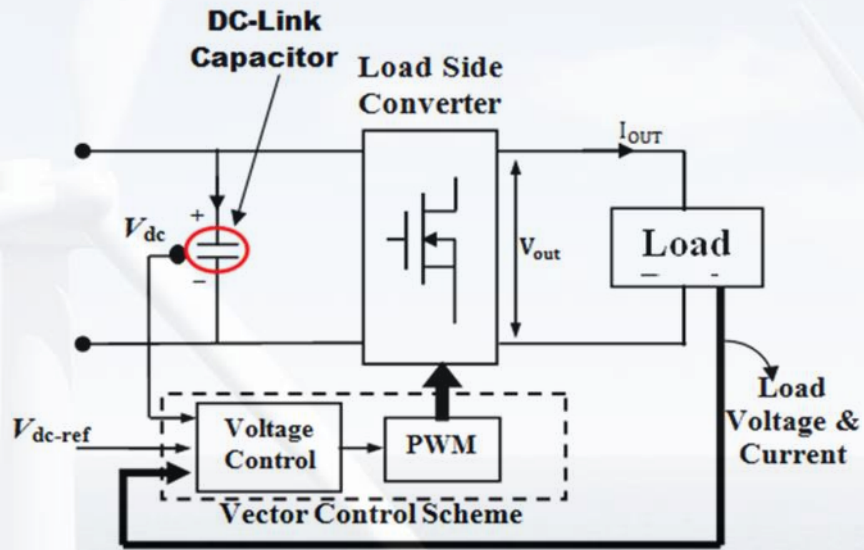 DC-Link
Capacitor
Load Side
Converter
I_OUT
+
V_dc
−
V_out
Load
V_dc-ref
Voltage
Control
PWM
Vector Control Scheme
Load
Voltage &
Current